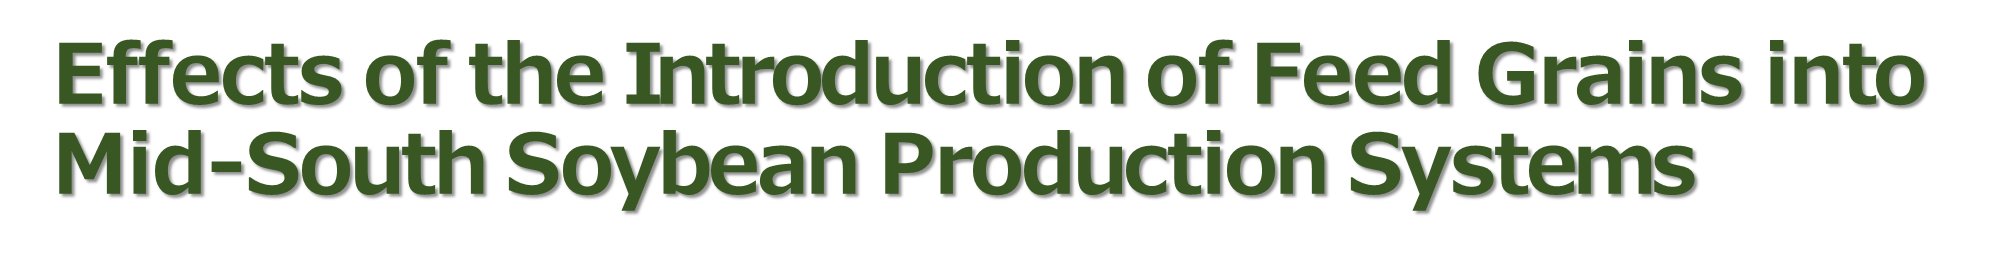 Effects of the Introduction of Feed Grains into
Mid-South Soybean Production Systems